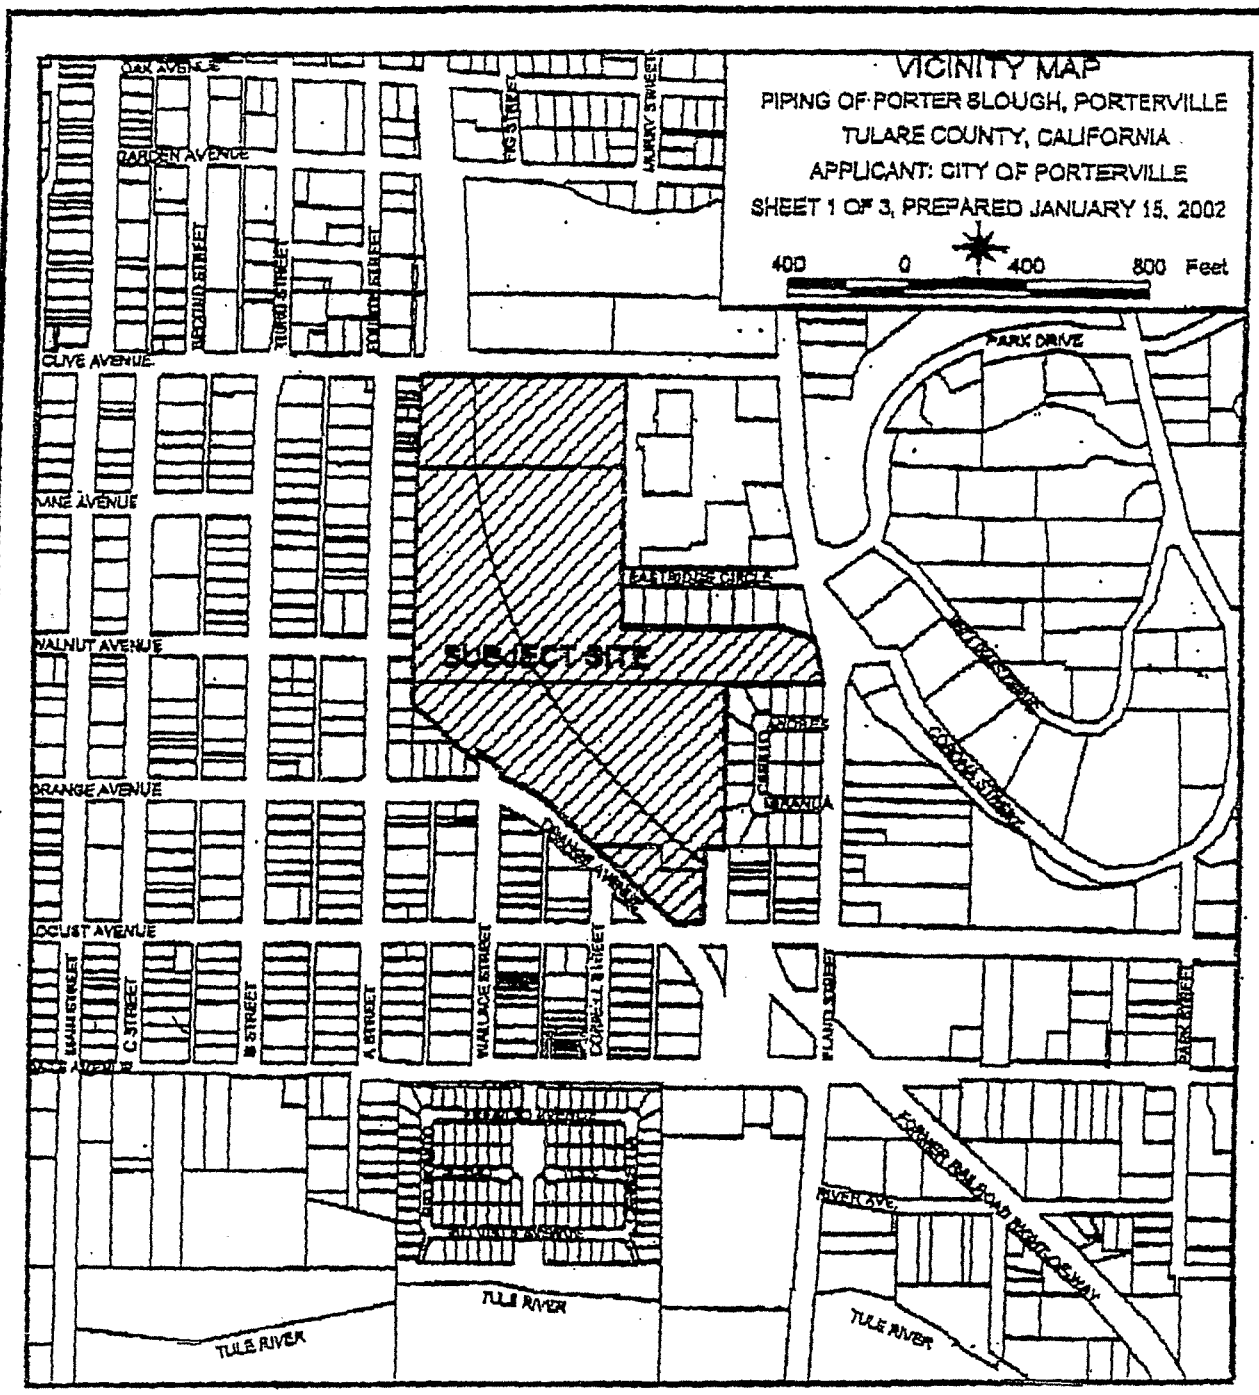 VICINITY MAP
PIPING OF PORTER SLOUGH, PORTERVILLE
TULARE COUNTY, CALIFORNIA
APPLICANT: CITY OF PORTERVILLE
SHEET 1 OF 3, PREPARED JANUARY 15, 2002
400 0 400 800 Feet
OAK AVENUE
GARDEN AVENUE
FIG STREET
SECOND STREET
THIRD STREET
FOURTH STREET
OLIVE AVENUE
PARK DRIVE
VINE AVENUE
EASTRIDGE CIRCLE
WALNUT AVENUE
SUBJECT SITE
CORONA STREET
ORANGE AVENUE
ORANGE AVENUE
LOCUST AVENUE
MAIN STREET
C STREET
B STREET
A STREET
WALLACE STREET
PLANO STREET
PARK STREET
FORMER RAILROAD RIGHT-OF-WAY
RIVER AVE.
TULE RIVER
TULE RIVER
TULE RIVER